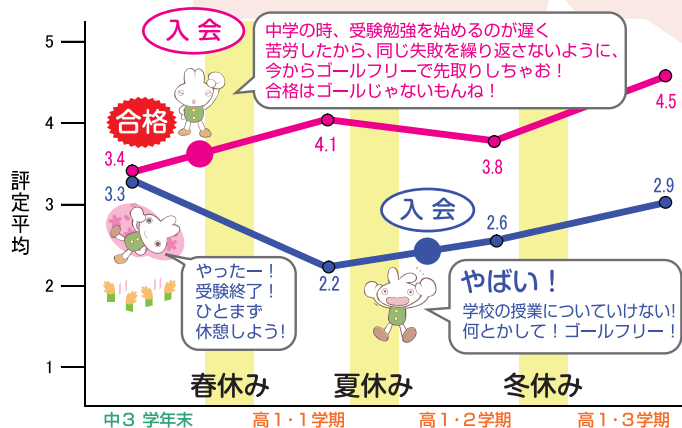 入会
中学の時、受験勉強を始めるのが遅く
苦労したから、同じ失敗を繰り返さないように、
今からゴールフリーで先取りしちゃお！
合格はゴールじゃないもんね！
合格
評定平均
5
4
3
2
1
3.4
4.1
3.8
4.5
3.3
2.2
2.6
2.9
入会
やったー！
受験終了！
ひとまず
休憩しよう!
やばい！
学校の授業についていけない!
何とかして！ゴールフリー！
春休み
夏休み
冬休み
中3 学年末
高1・1学期
高1・2学期
高1・3学期